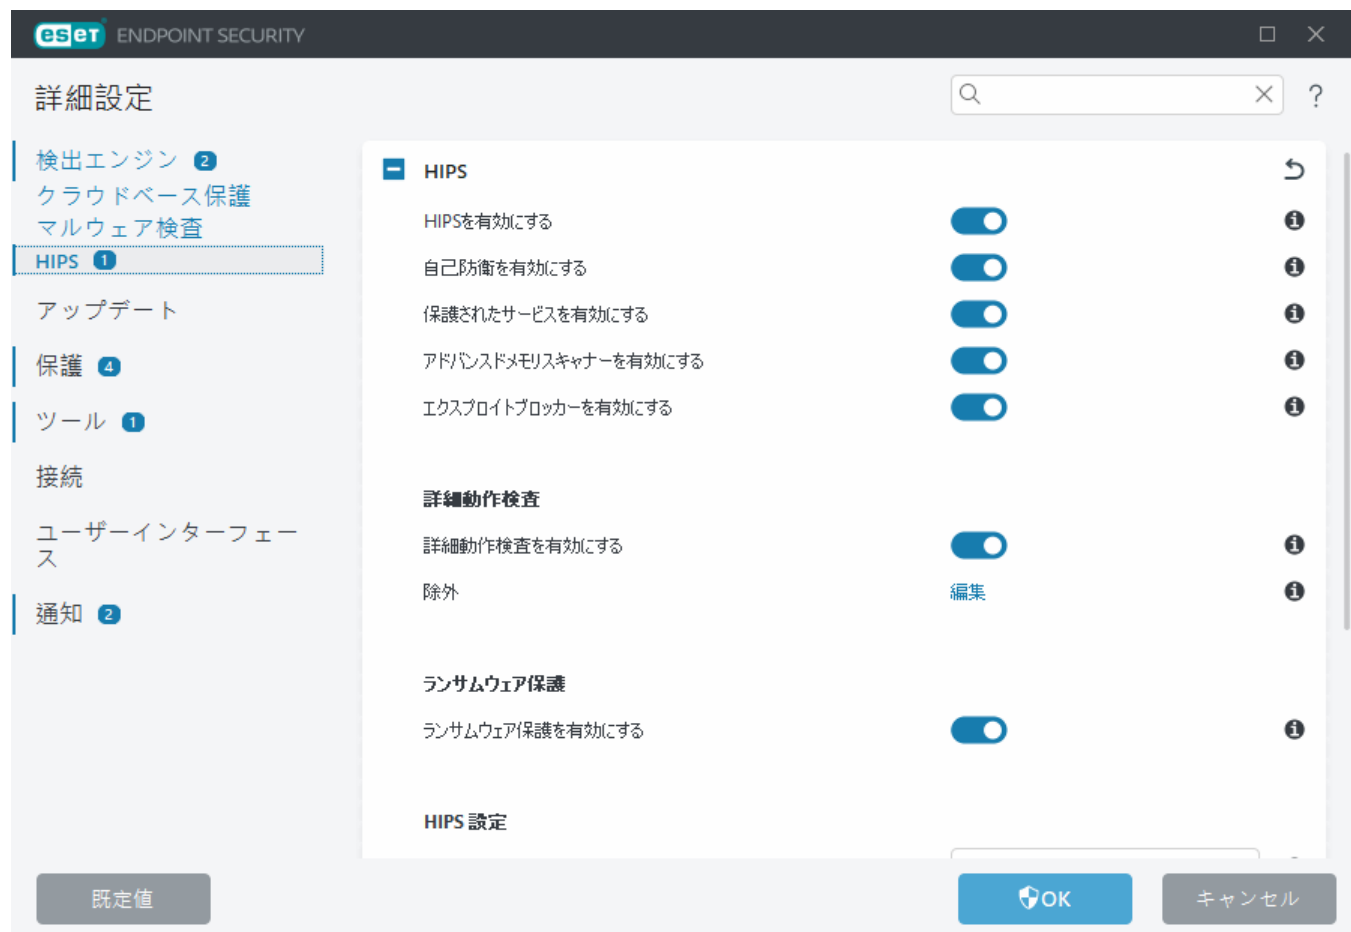 eset ENDPOINT SECURITY
詳細設定
?
検出エンジン 2
クラウドベース保護
マルウェア検査
HIPS 1
アップデート
保護 4
ツール 1
接続
ユーザーインターフェー
ス
通知 2
HIPS
HIPSを有効にする
自己防衛を有効にする
保護されたサービスを有効にする
アドバンスドメモリスキャナーを有効にする
エクスプロイトブロッカーを有効にする
詳細動作検査
詳細動作検査を有効にする
除外 編集
ランサムウェア保護
ランサムウェア保護を有効にする
HIPS 設定
既定値 OK キャンセル